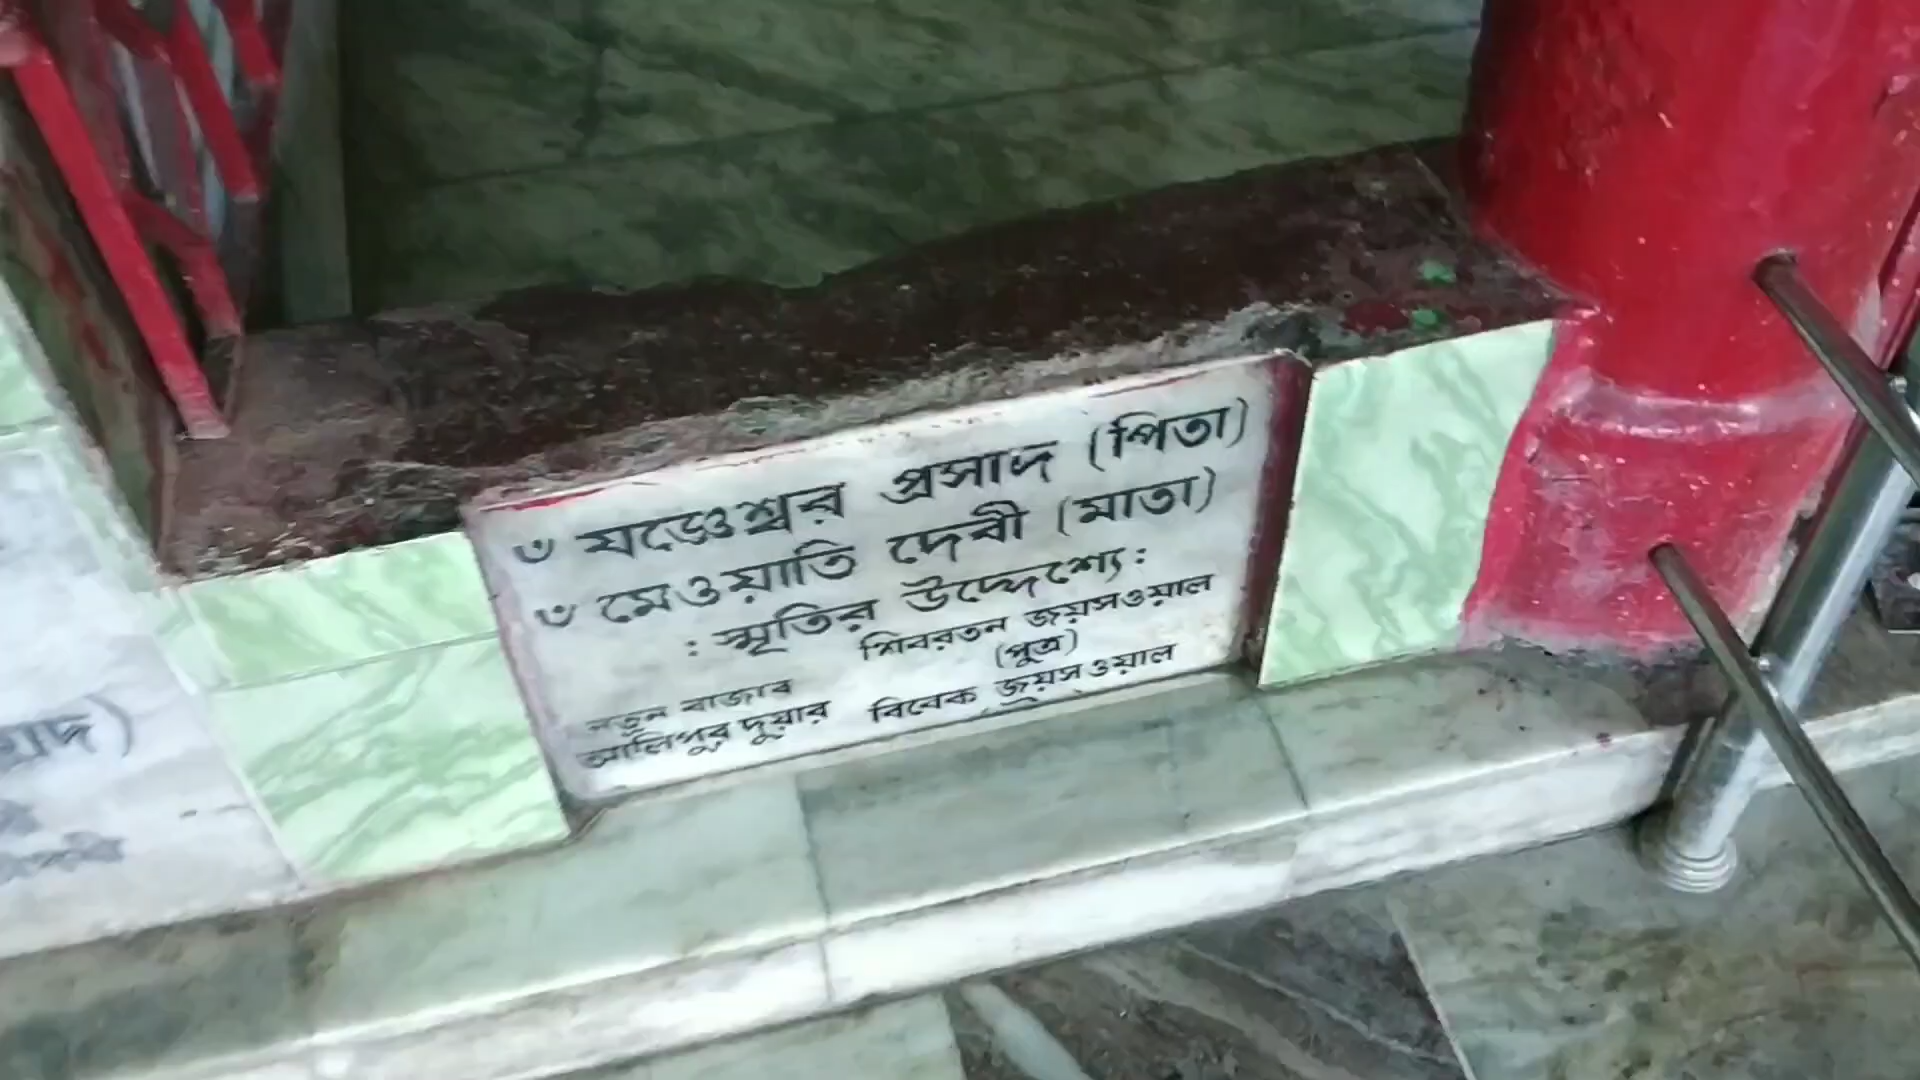 ৺ যজ্ঞেশ্বর প্রসাদ (পিতা)
৺ মেওয়াতি দেবী (মাতা)
: স্মৃতির উদ্দেশ্যে :
শিবরতন জয়সওয়াল
(পুত্র)
নতুন বাজার
আলিপুর দুয়ার বিবেক জয়সওয়াল